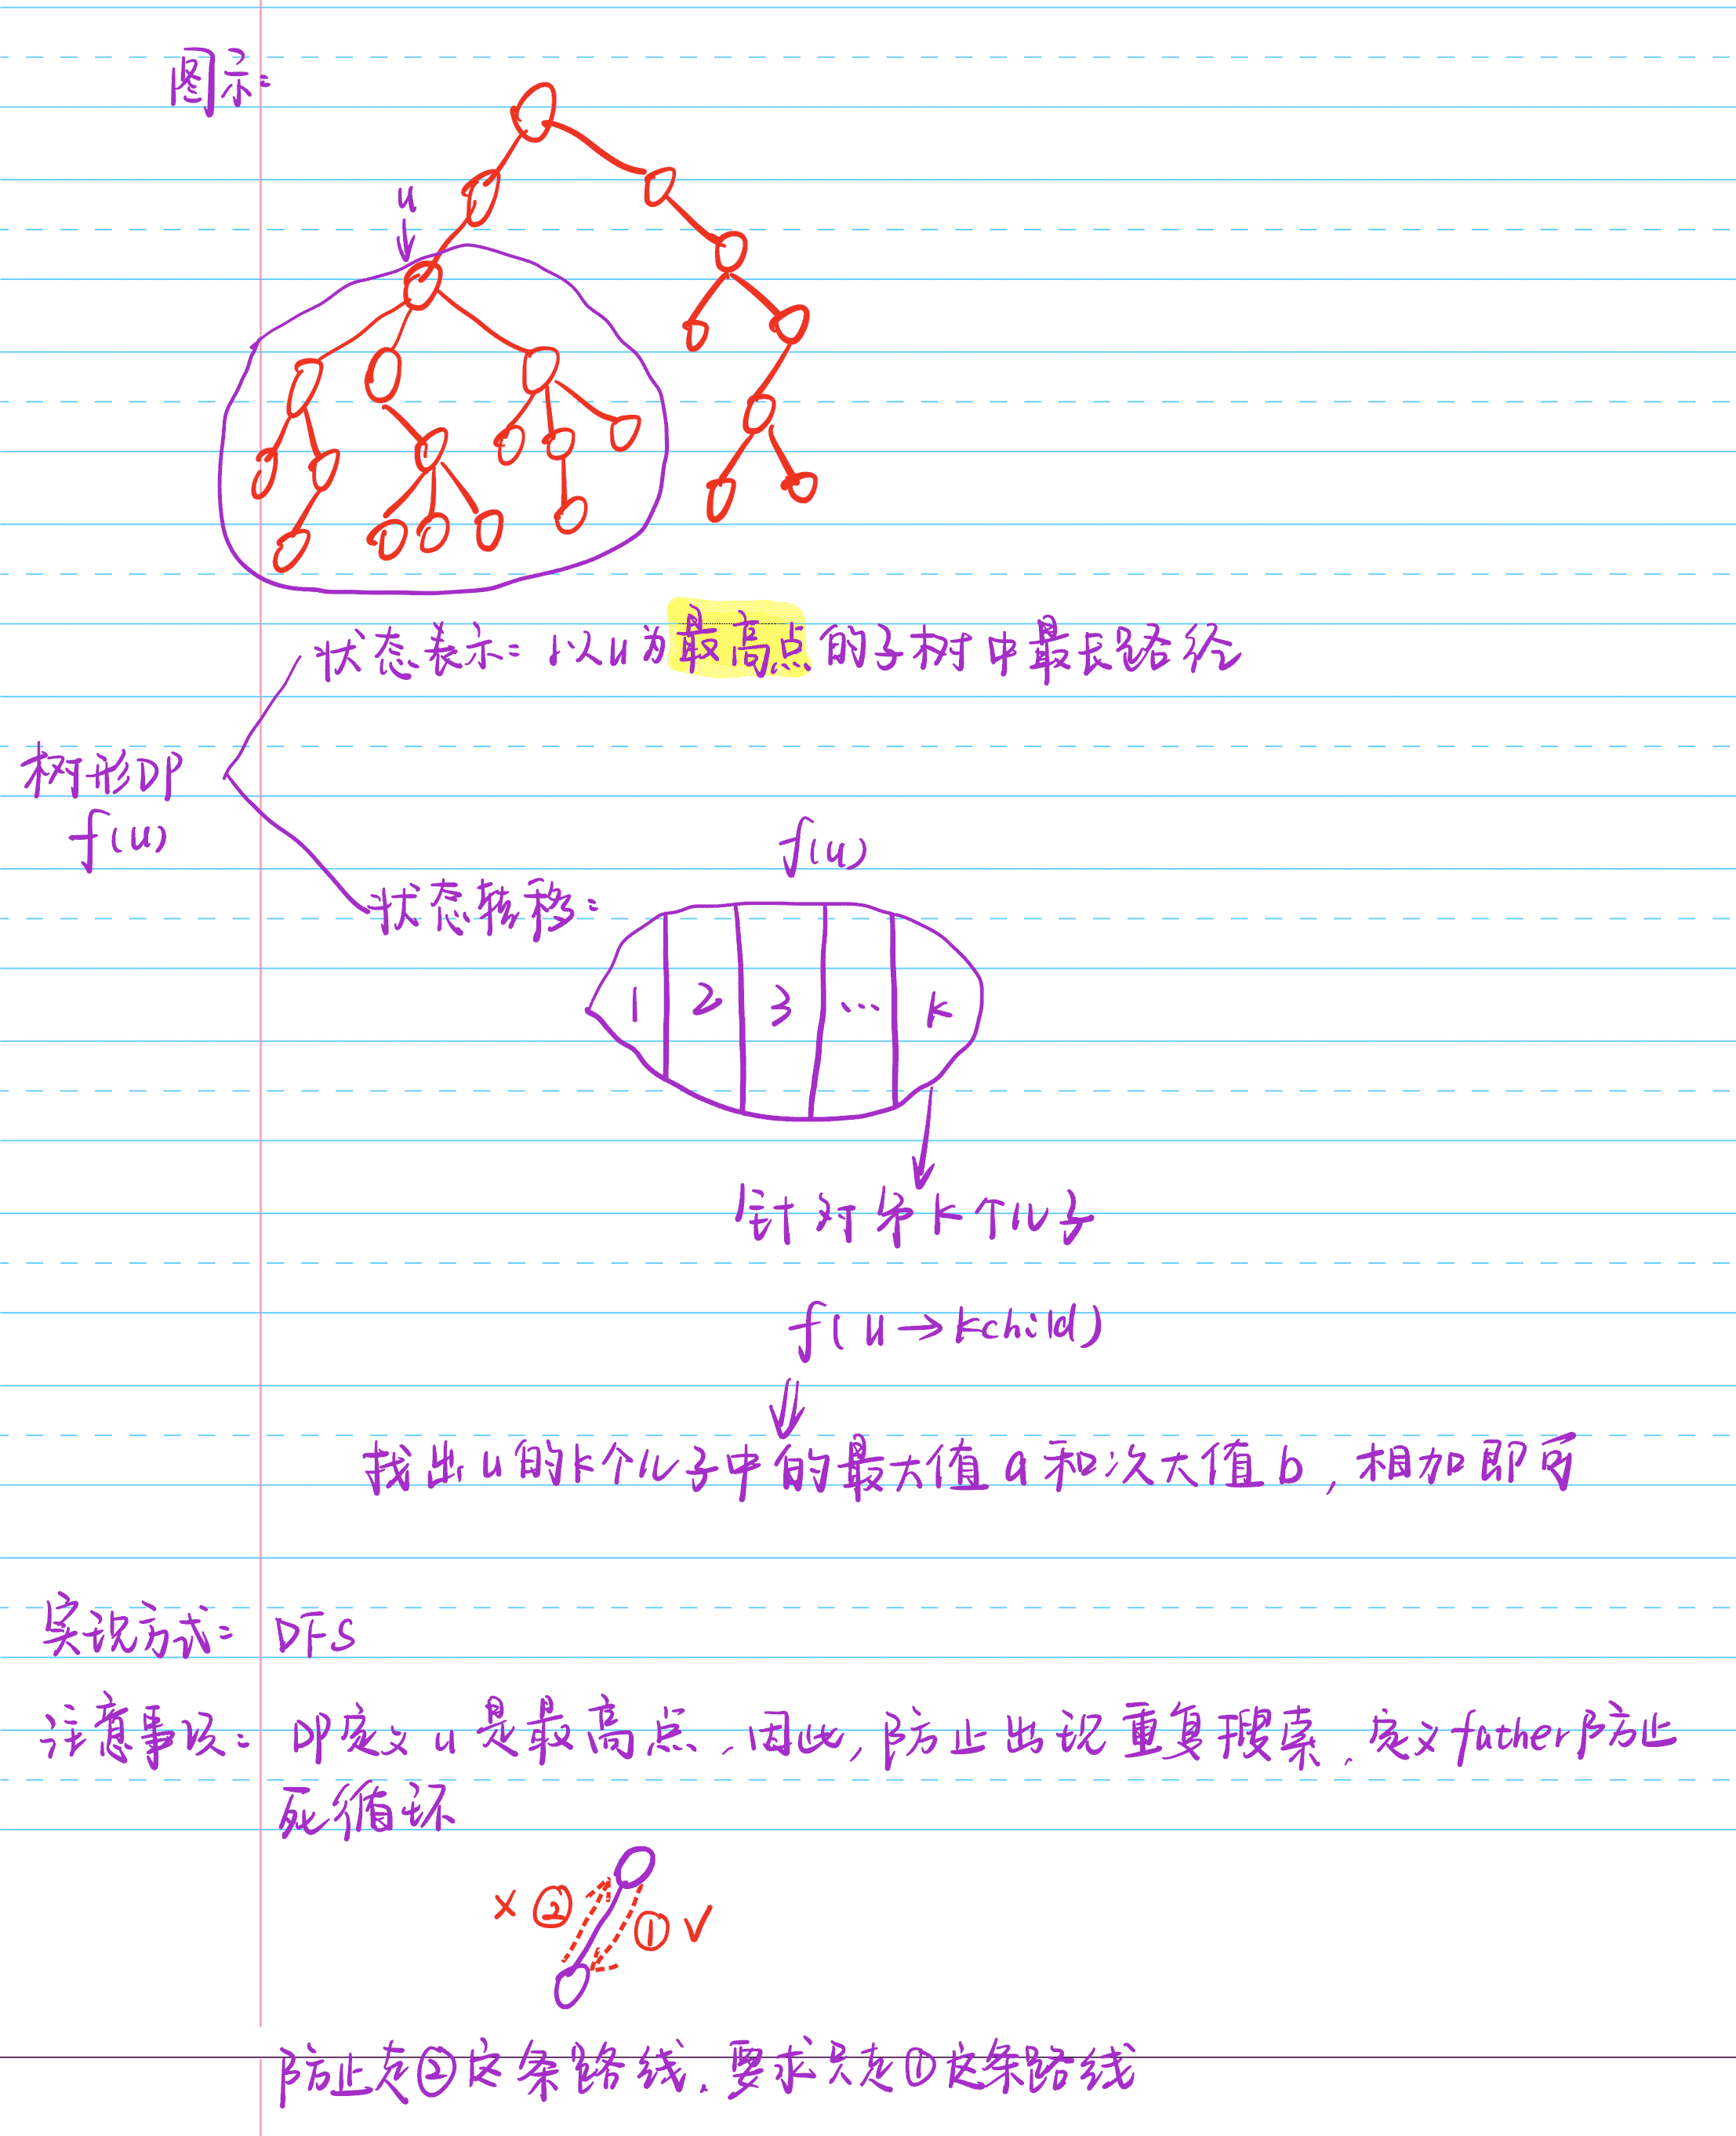 图示:
u
状态表示: 以u为最高点的子树中最长路径
树形DP
f(u)
状态转移:
f(u)
1 2 3 ... k
针对第k个儿子
f(u→kchild)
找出u的k个儿子中的最大值a和次大值b,相加即可
实现方式: DFS
注意事项: DP定义u是最高点,因此,防止出现重复搜索,定义father防止
死循环
× ② ① √
防止走②这条路线,要求只走①这条路线